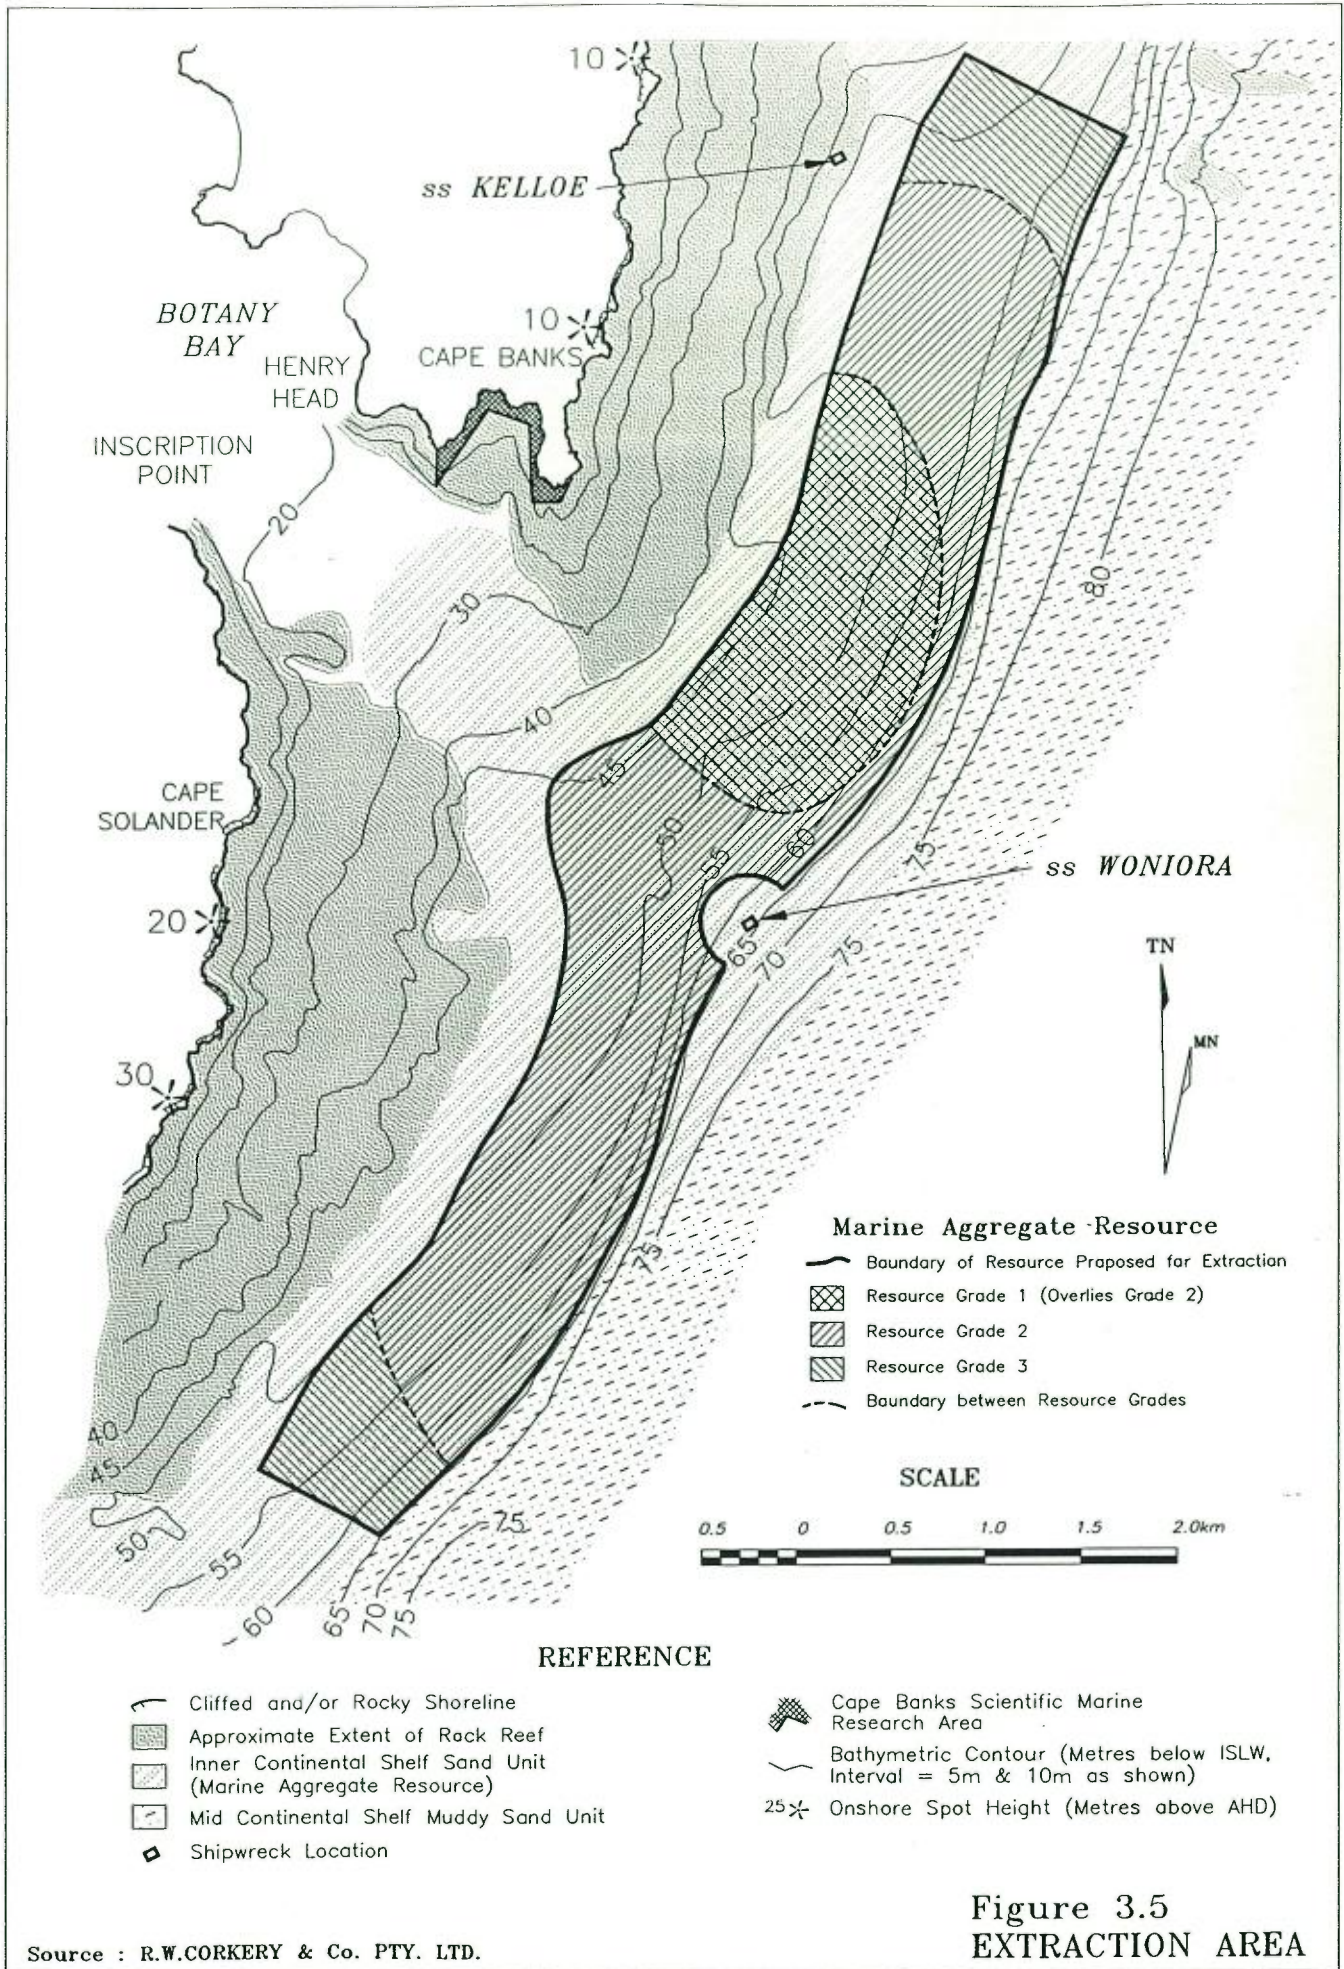 10
ss KELLOE
BOTANY
BAY
10
CAPE BANKS
HENRY
HEAD
INSCRIPTION
POINT
20
30
80
40
45
CAPE
SOLANDER
50
55
60
75
ss WONIORA
20
65
70
75
TN
MN
30
75
Marine Aggregate Resource
Boundary of Resource Proposed for Extraction
Resource Grade 1 (Overlies Grade 2)
Resource Grade 2
Resource Grade 3
Boundary between Resource Grades
40
45
50
55
60
65
70
75
75
SCALE
0.5 0 0.5 1.0 1.5 2.0km
REFERENCE
Cliffed and/or Rocky Shoreline
Approximate Extent of Rock Reef
Inner Continental Shelf Sand Unit
(Marine Aggregate Resource)
Mid Continental Shelf Muddy Sand Unit
Shipwreck Location
Cape Banks Scientific Marine
Research Area
Bathymetric Contour (Metres below ISLW,
Interval = 5m & 10m as shown)
25 Onshore Spot Height (Metres above AHD)
Figure 3.5
EXTRACTION AREA
Source : R.W.CORKERY & Co. PTY. LTD.